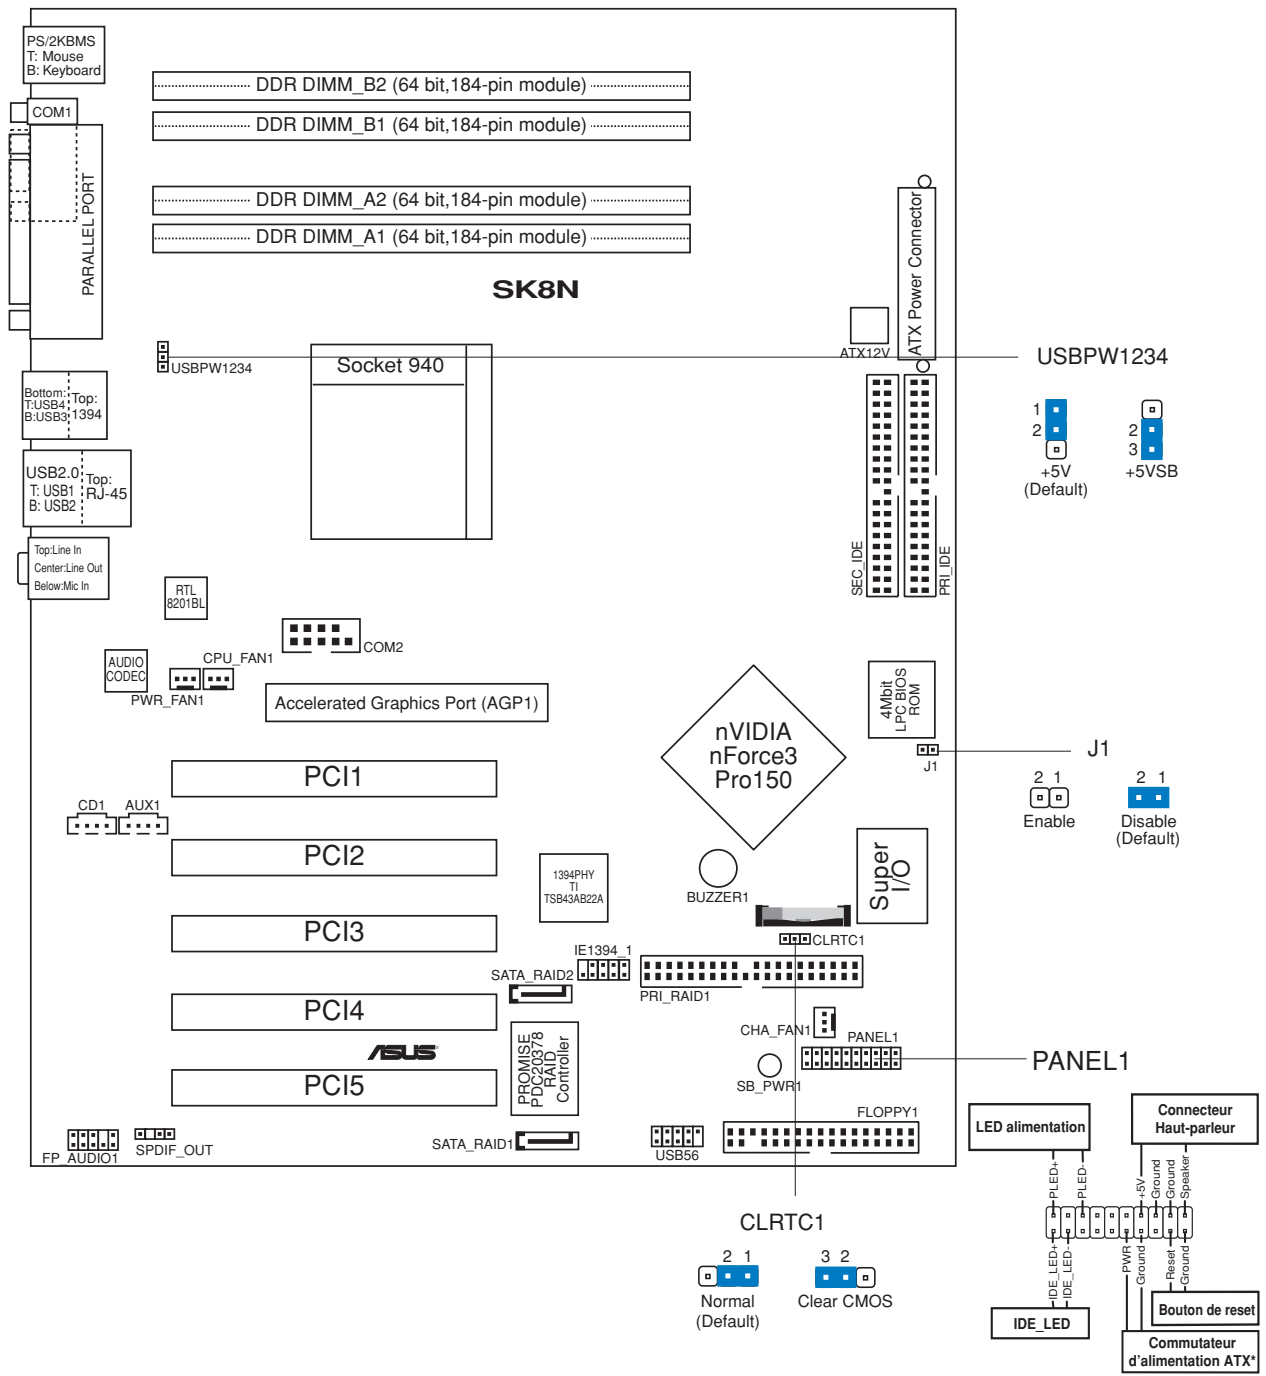 PS/2KBMS
T: Mouse
B: Keyboard
COM1
PARALLEL PORT
DDR DIMM_B2 (64 bit,184-pin module)
DDR DIMM_B1 (64 bit,184-pin module)
DDR DIMM_A2 (64 bit,184-pin module)
DDR DIMM_A1 (64 bit,184-pin module)
SK8N
ATX Power Connector
ATX12V
USBPW1234
Socket 940
USBPW1234
1
2
+5V
(Default)
2
3
+5VSB
Bottom:
T:USB4
B:USB3
Top:
1394
USB2.0
T: USB1
B: USB2
Top:
RJ-45
Top:Line In
Center:Line Out
Below:Mic In
SEC_IDE
PRI_IDE
RTL
8201BL
COM2
AUDIO
CODEC
CPU_FAN1
PWR_FAN1
Accelerated Graphics Port (AGP1)
4Mbit
LPC BIOS
ROM
nVIDIA
nForce3
Pro150
J1
J1
2 1
Enable
2 1
Disable
(Default)
PCI1
CD1
AUX1
PCI2
1394PHY
TI
TSB43AB22A
BUZZER1
Super
I/O
PCI3
CLRTC1
IE1394_1
SATA_RAID2
PRI_RAID1
PCI4
CHA_FAN1
PANEL1
PANEL1
ASUS
PROMISE
PDC20378
RAID
Controller
SB_PWR1
PCI5
FLOPPY1
FP_AUDIO1
SPDIF_OUT
SATA_RAID1
USB56
LED alimentation
Connecteur
Haut-parleur
PLED+
PLED-
+5V
Ground
Ground
Speaker
IDE_LED+
IDE_LED-
PWR
Ground
Reset
Ground
IDE_LED
Bouton de reset
Commutateur
d'alimentation ATX*
CLRTC1
2 1
Normal
(Default)
3 2
Clear CMOS